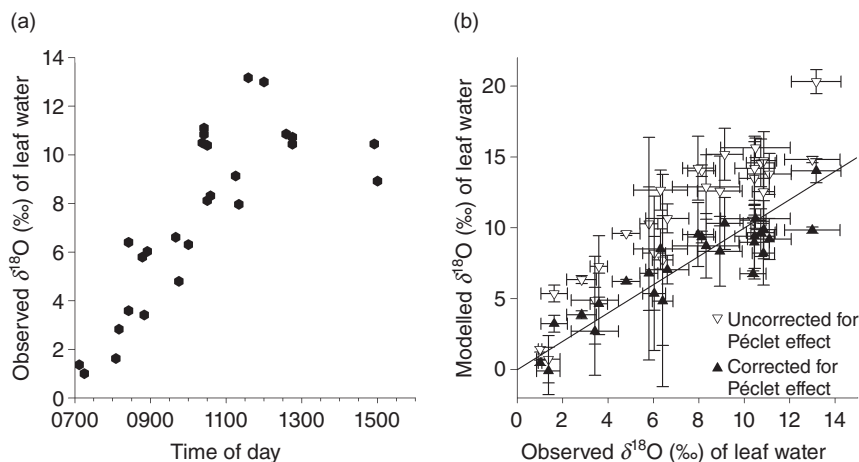 (a)
14
12
10
8
6
4
2
0
Observed δ¹⁸O (‰) of leaf water
0700 0900 1100 1300 1500
Time of day
(b)
20
15
10
5
0
Modelled δ¹⁸O (‰) of leaf water
▽ Uncorrected for
Péclet effect
▲ Corrected for
Péclet effect
0 2 4 6 8 10 12 14
Observed δ¹⁸O (‰) of leaf water